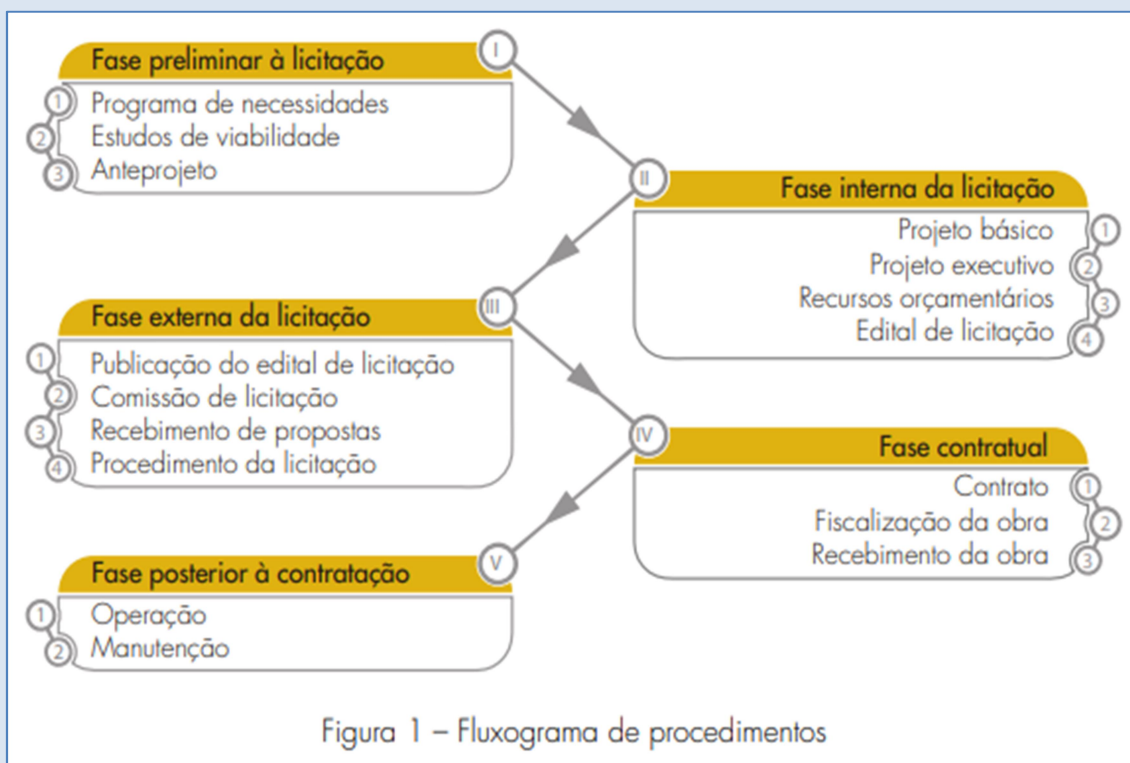 Fase preliminar à licitação
I
1 Programa de necessidades
2 Estudos de viabilidade
3 Anteprojeto
II
Fase interna da licitação
Projeto básico 1
Projeto executivo 2
Recursos orçamentários 3
Edital de licitação 4
Fase externa da licitação
III
1 Publicação do edital de licitação
2 Comissão de licitação
3 Recebimento de propostas
4 Procedimento da licitação
IV
Fase contratual
Contrato 1
Fiscalização da obra 2
Recebimento da obra 3
Fase posterior à contratação
V
1 Operação
2 Manutenção
Figura 1 – Fluxograma de procedimentos